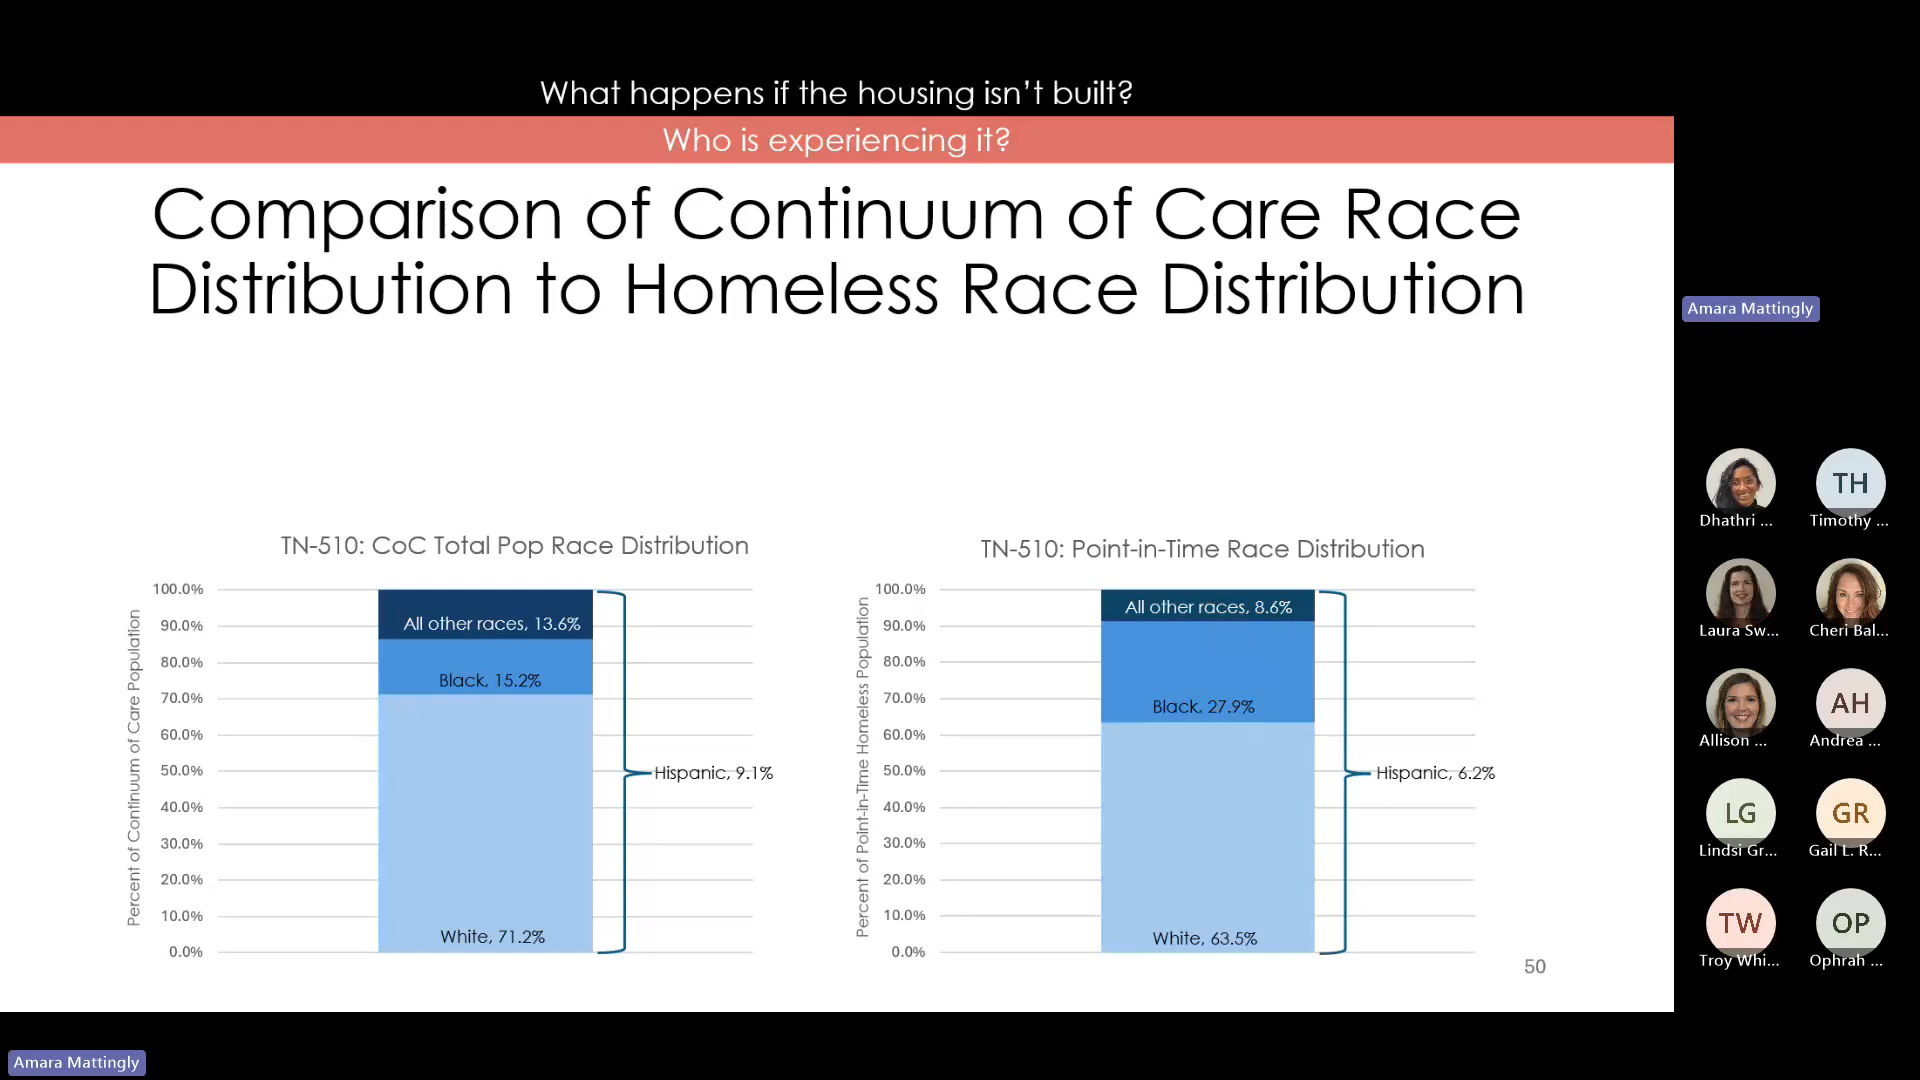 What happens if the housing isn’t built?
Who is experiencing it?
Comparison of Continuum of Care Race
Distribution to Homeless Race Distribution
TN-510: CoC Total Pop Race Distribution
Percent of Continuum of Care Population
100.0%
90.0%
80.0%
70.0%
60.0%
50.0%
40.0%
30.0%
20.0%
10.0%
0.0%
All other races, 13.6%
Black, 15.2%
White, 71.2%
Hispanic, 9.1%
TN-510: Point-in-Time Race Distribution
Percent of Point-in-Time Homeless Population
100.0%
90.0%
80.0%
70.0%
60.0%
50.0%
40.0%
30.0%
20.0%
10.0%
0.0%
All other races, 8.6%
Black, 27.9%
White, 63.5%
Hispanic, 6.2%
50
Amara Mattingly
Dhathri ...
TH
Timothy ...
Laura Sw...
Cheri Bal...
Allison ...
AH
Andrea ...
LG
Lindsi Gr...
GR
Gail L. R...
TW
Troy Whi...
OP
Ophrah ...
Amara Mattingly